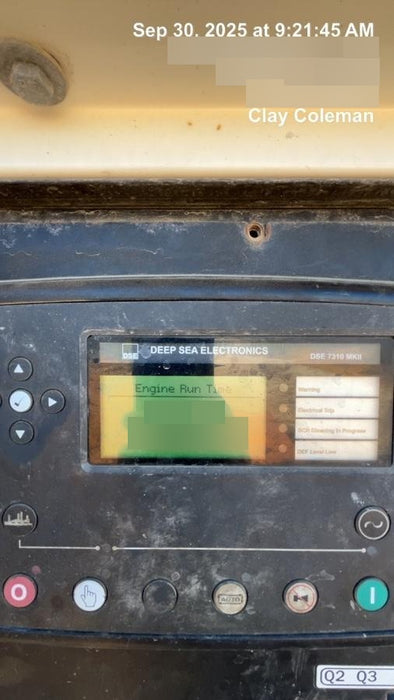 Sep 30, 2025 at 9:21:45 AM
Clay Coleman
DSE DEEP SEA ELECTRONICS DSE 7310 MKII
Engine Run Time
Warning
Electrical Trip
SCR Cleaning In Progress
DEF Level Low
O AUTO I
Q2 Q3